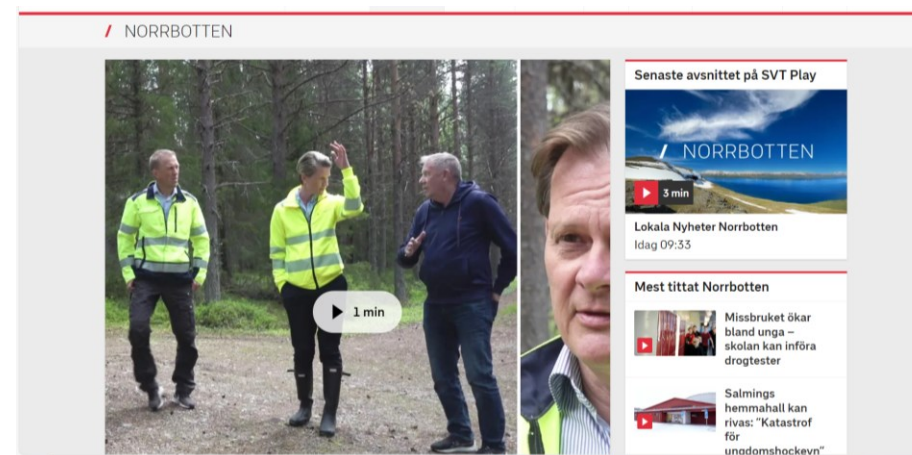 / NORRBOTTEN
1 min
Senaste avsnittet på SVT Play
/ NORRBOTTEN
3 min
Lokala Nyheter Norrbotten
Idag 09:33
Mest tittat Norrbotten
Missbruket ökar
bland unga –
skolan kan införa
drogtester
Salmings
hemmahall kan
rivas: "Katastrof
för
ungdomshockeyn"